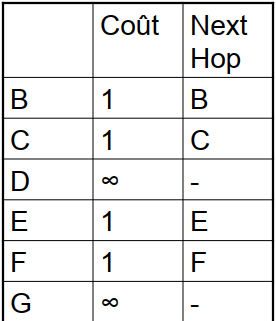 Coût Next Hop
B 1 B
C 1 C
D ∞ -
E 1 E
F 1 F
G ∞ -